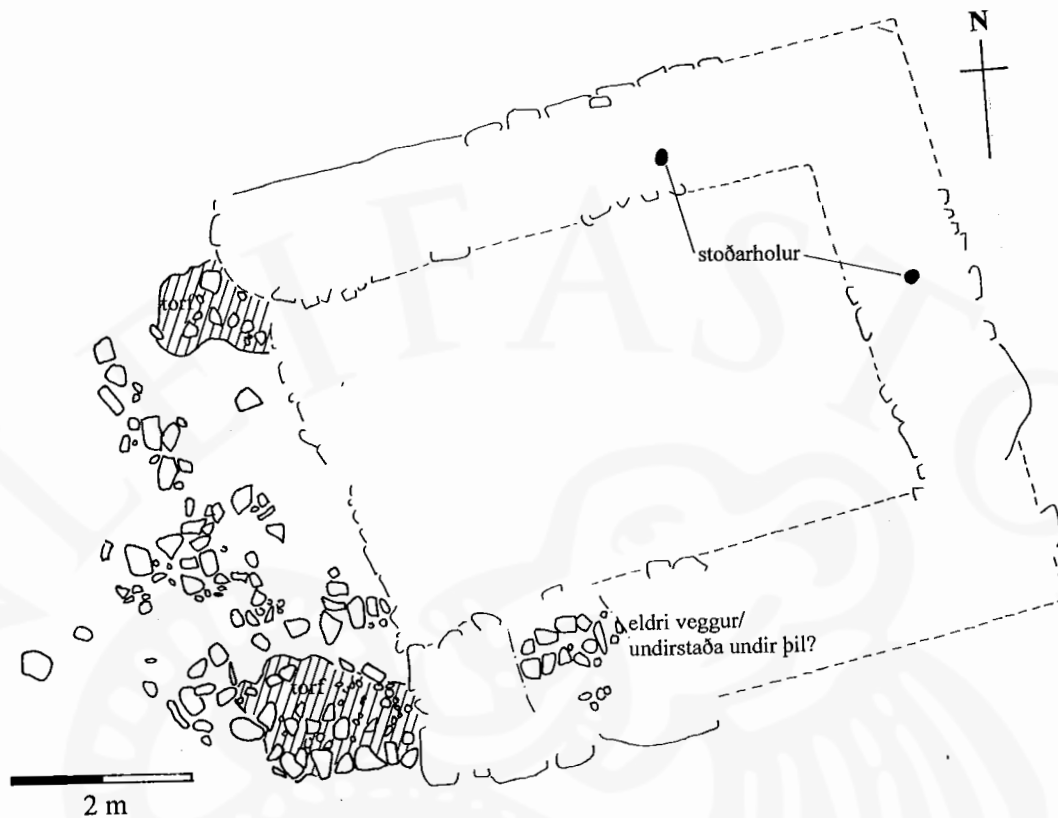 N
stoðarholur
torf
eldri veggur/
undirstaða undir þil?
torf
2 m